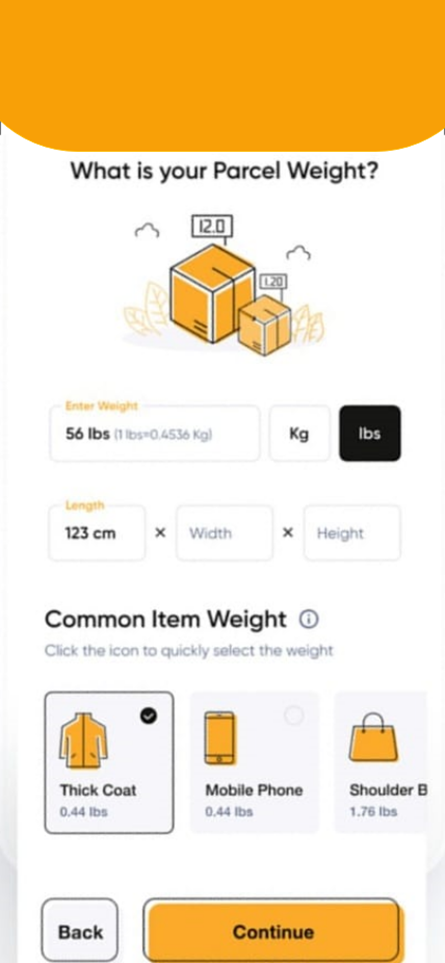 What is your Parcel Weight?
12.0
1.20
Enter Weight
56 lbs (1 lbs=0.4536 Kg)
Kg
lbs
Length
123 cm × Width × Height
Common Item Weight
Click the icon to quickly select the weight
Thick Coat
0.44 lbs
Mobile Phone
0.44 lbs
Shoulder B
1.76 lbs
Back
Continue